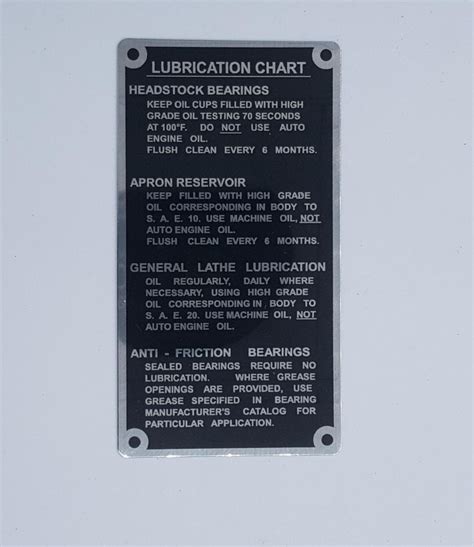 LUBRICATION CHART
HEADSTOCK BEARINGS
KEEP OIL CUPS FILLED WITH HIGH
GRADE OIL TESTING 70 SECONDS
AT 100°F. DO NOT USE AUTO
ENGINE OIL.
FLUSH CLEAN EVERY 6 MONTHS.
APRON RESERVOIR
KEEP FILLED WITH HIGH GRADE
OIL CORRESPONDING IN BODY TO
S. A. E. 10. USE MACHINE OIL, NOT
AUTO ENGINE OIL.
FLUSH CLEAN EVERY 6 MONTHS.
GENERAL LATHE LUBRICATION
OIL REGULARLY, DAILY WHERE
NECESSARY, USING HIGH GRADE
OIL CORRESPONDING IN BODY TO
S. A. E. 20. USE MACHINE OIL, NOT
AUTO ENGINE OIL.
ANTI - FRICTION BEARINGS
SEALED BEARINGS REQUIRE NO
LUBRICATION. WHERE GREASE
OPENINGS ARE PROVIDED, USE
GREASE SPECIFIED IN BEARING
MANUFACTURER'S CATALOG FOR
PARTICULAR APPLICATION.